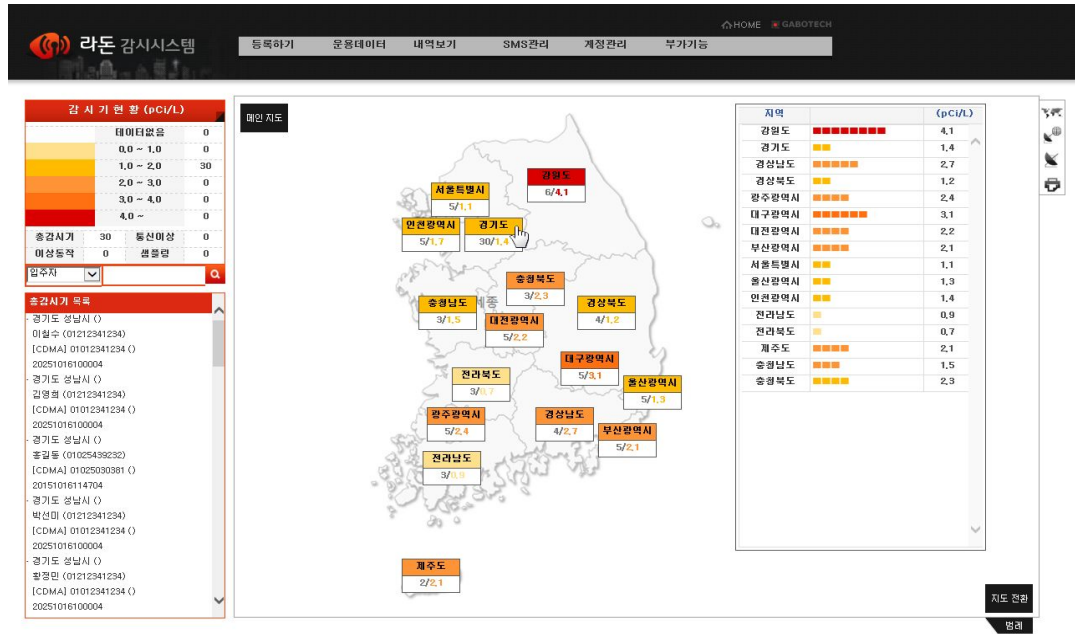 HOME GABOTECH
라돈 감시시스템
등록하기 운용데이터 내역보기 SMS관리 계정관리 부가기능
감 시 기 현 황 (pCi/L)
데이터없음 0
0,0 ~ 1,0 0
1,0 ~ 2,0 30
2,0 ~ 3,0 0
3,0 ~ 4,0 0
4,0 ~ 0
총감시기 30 통신이상 0
이상동작 0 샘플링 0
입주자
총감시기 목록
- 경기도 성남시 ()
이철수 (01212341234)
[CDMA] 01012341234 ()
20251016100004
- 경기도 성남시 ()
김영희 (01212341234)
[CDMA] 01012341234 ()
20251016100004
- 경기도 성남시 ()
홍길동 (01025439232)
[CDMA] 01025030381 ()
20151016114704
- 경기도 성남시 ()
박선미 (01212341234)
[CDMA] 01012341234 ()
20251016100004
- 경기도 성남시 ()
황정민 (01212341234)
[CDMA] 01012341234 ()
20251016100004
메인 지도
강원도
6/4,1
서울특별시
5/1,1
인천광역시
5/1,7
경기도
30/1,4
충청북도
3/2,3
세종
충청남도
3/1,5
경상북도
4/1,2
대전광역시
5/2,2
대구광역시
5/3,1
전라북도
3/0,7
울산광역시
5/1,3
광주광역시
5/2,4
경상남도
4/2,7
부산광역시
5/2,1
전라남도
3/0,9
제주도
2/2,1
지역 (pCi/L)
강원도 4,1
경기도 1,4
경상남도 2,7
경상북도 1,2
광주광역시 2,4
대구광역시 3,1
대전광역시 2,2
부산광역시 2,1
서울특별시 1,1
울산광역시 1,3
인천광역시 1,4
전라남도 0,9
전라북도 0,7
제주도 2,1
충청남도 1,5
충청북도 2,3
지도 전환
범례